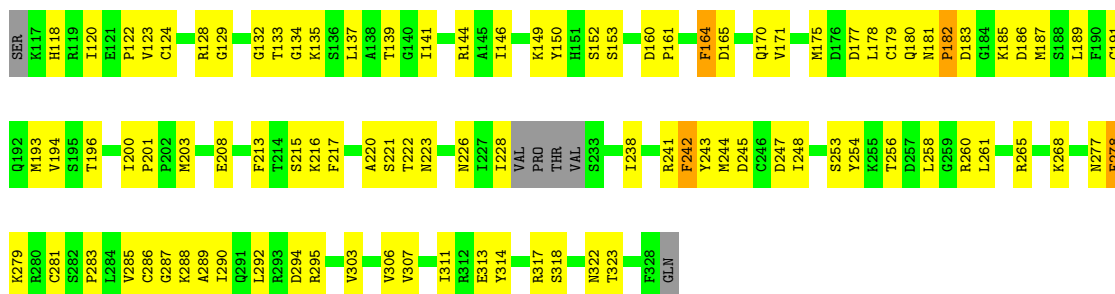 SER K117 H118 R119 I120 E121 P122 V123 C124 R128 G129 G132 T133 G134 K135 S136 L137 A138 T139 G140 I141 R144 A145 I146 K149 Y150 H151 S152 S153 D160 P161 F164 D165 Q170 V171 M175 D176 D177 L178 C179 Q180 N181 P182 D183 G184 K185 D186 M187 S188 L189 F190 C191
Q192 M193 V194 S195 T196 I200 P201 P202 M203 E208 F213 T214 S215 K216 F217 A220 S221 T222 N223 N226 I227 I228 VAL PRO THR VAL S233 I238 R241 F242 Y243 M244 D245 C246 D247 I248 S253 Y254 K255 T256 D257 L258 G259 R260 L261 R265 K268 N277
K279 R280 C281 S282 P283 L284 V285 C286 G287 K288 A289 I290 Q291 L292 R293 D294 R295 V303 V306 V307 I311 R312 E313 Y314 R317 S318 N322 T323 F328 GLN